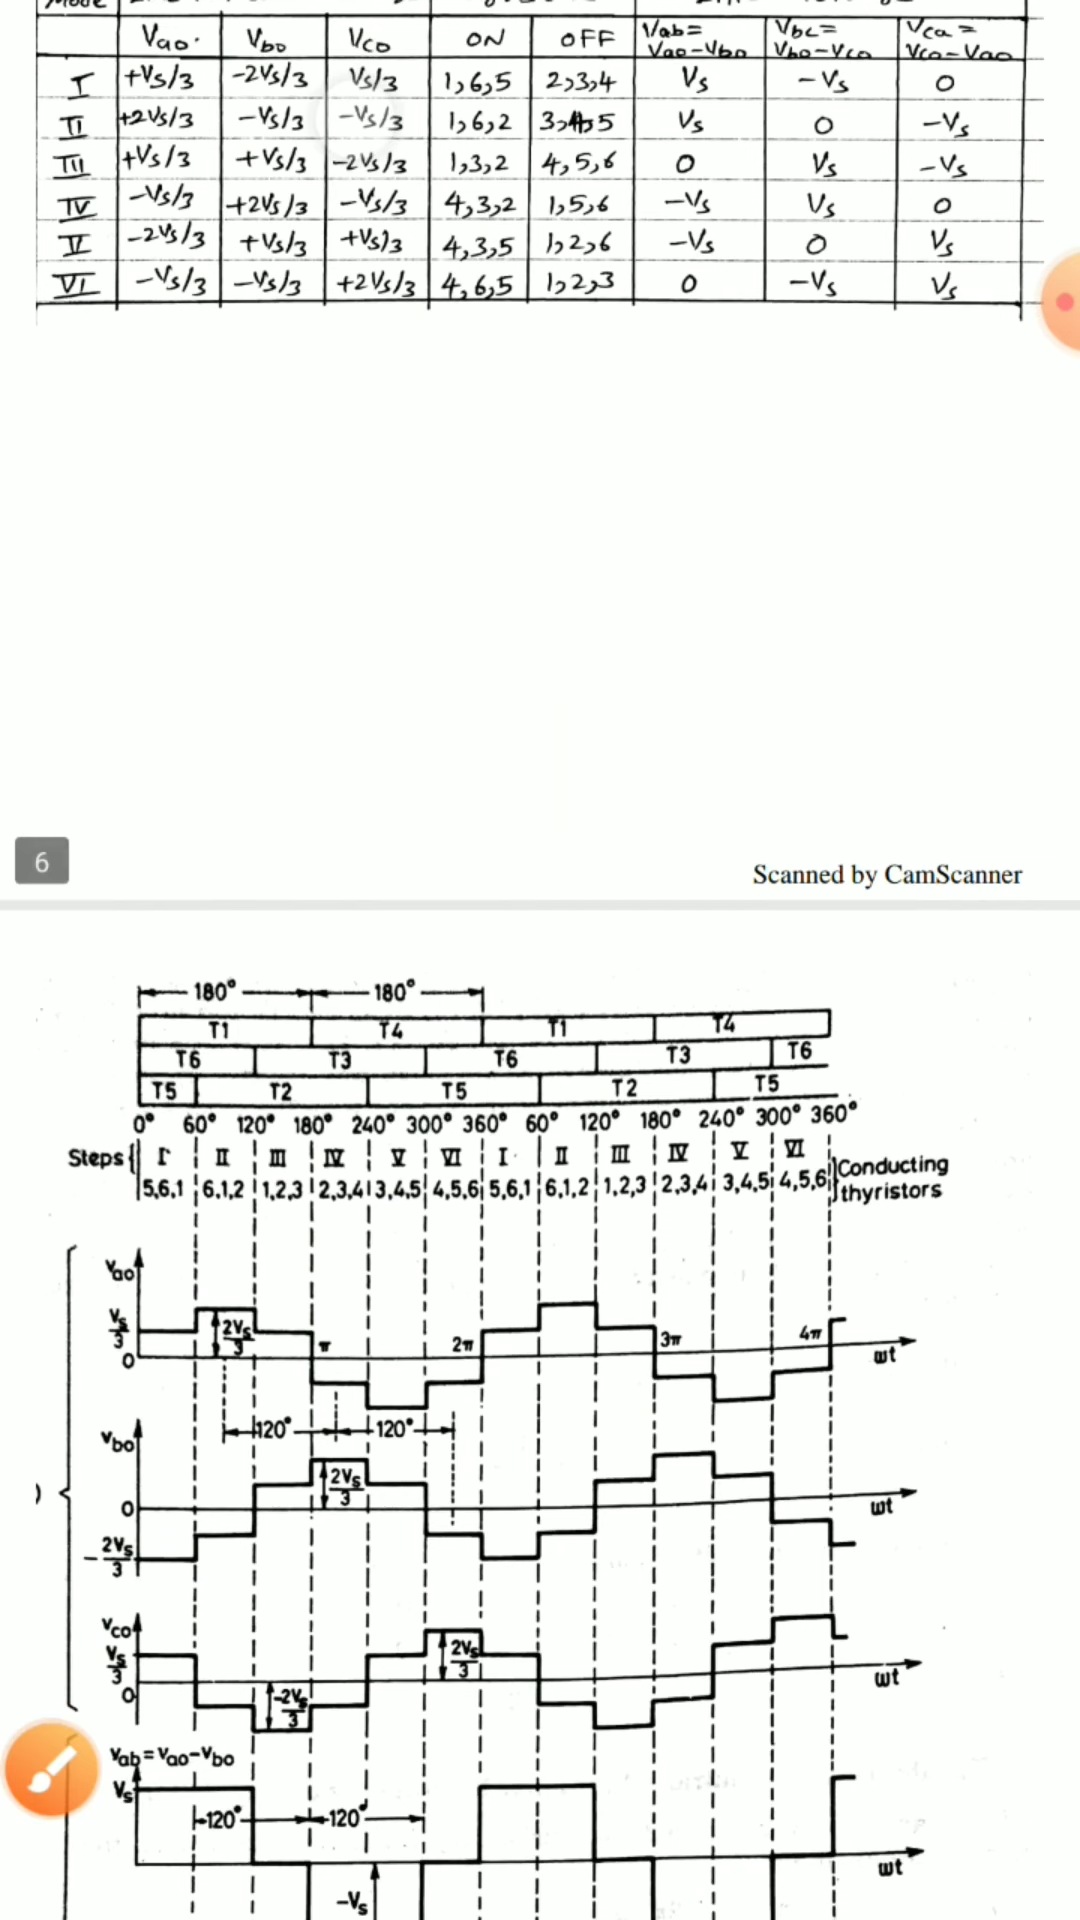 Mode
Vao. Vbo Vco ON OFF Vab= Vao-Vbo Vbc= Vbo-Vco Vca= Vco-Vao
I +Vs/3 -2Vs/3 Vs/3 1,6,5 2,3,4 Vs -Vs 0
II +2Vs/3 -Vs/3 -Vs/3 1,6,2 3,4,5 Vs 0 -Vs
III +Vs/3 +Vs/3 -2Vs/3 1,3,2 4,5,6 0 Vs -Vs
IV -Vs/3 +2Vs/3 -Vs/3 4,3,2 1,5,6 -Vs Vs 0
V -2Vs/3 +Vs/3 +Vs/3 4,3,5 1,2,6 -Vs 0 Vs
VI -Vs/3 -Vs/3 +2Vs/3 4,6,5 1,2,3 0 -Vs Vs
6
Scanned by CamScanner
180° 180°
T1 T4 T1 T4
T6 T3 T6 T3 T6
T5 T2 T5 T2 T5
0° 60° 120° 180° 240° 300° 360° 60° 120° 180° 240° 300° 360°
Steps{ I II III IV V VI I II III IV V VI
5,6,1 6,1,2 1,2,3 2,3,4 3,4,5 4,5,6 5,6,1 6,1,2 1,2,3 2,3,4 3,4,5 4,5,6 }Conducting thyristors
vao
Vs/3 2Vs/3 π 2π 3π 4π
0 ωt
120° 120°
vbo
2Vs/3
0 ωt
-2Vs/3
vco
Vs/3 2Vs/3
0 -2Vs/3 ωt
vab=vao-vbo
Vs
120° 120°
ωt
-Vs